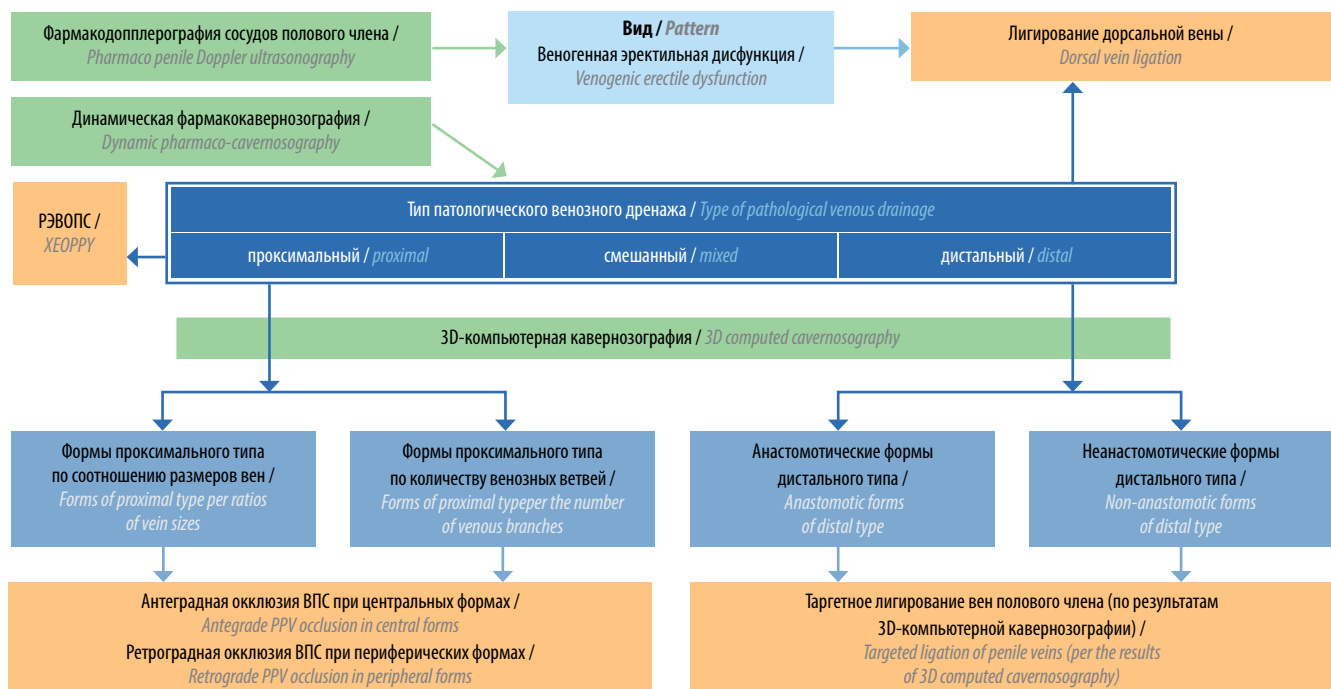 Фармакодопплерография сосудов полового члена /
Pharmaco penile Doppler ultrasonography
Вид / Pattern
Веногенная эректильная дисфункция /
Venogenic erectile dysfunction
Лигирование дорсальной вены /
Dorsal vein ligation
Динамическая фармакокавернозография /
Dynamic pharmaco-cavernosography
РЭВОПС /
XEOPPY
Тип патологического венозного дренажа / Type of pathological venous drainage
проксимальный / proximal
смешанный / mixed
дистальный / distal
3D-компьютерная кавернозография / 3D computed cavernosography
Формы проксимального типа
по соотношению размеров вен /
Forms of proximal type per ratios
of vein sizes
Формы проксимального типа
по количеству венозных ветвей /
Forms of proximal typeper the number
of venous branches
Анастомотические формы
дистального типа /
Anastomotic forms
of distal type
Неанастомотические формы
дистального типа /
Non-anastomotic forms
of distal type
Антеградная окклюзия ВПС при центральных формах /
Antegrade PPV occlusion in central forms
Ретроградная окклюзия ВПС при периферических формах /
Retrograde PPV occlusion in peripheral forms
Таргетное лигирование вен полового члена (по результатам
3D-компьютерной кавернозографии) /
Targeted ligation of penile veins (per the results
of 3D computed cavernosography)